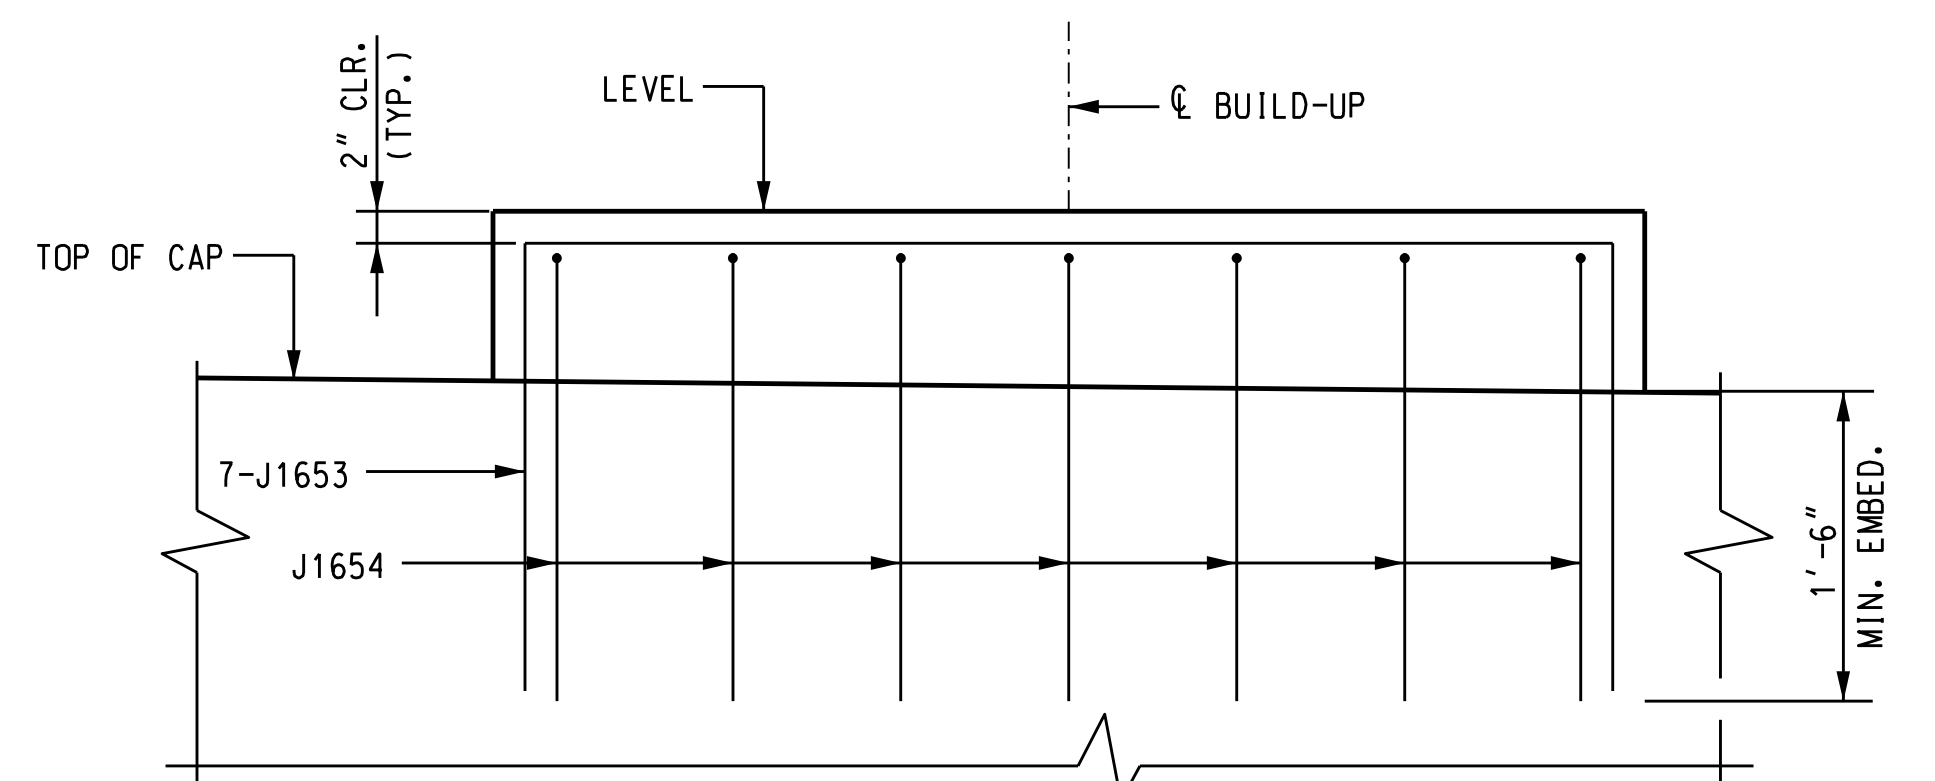 2" CLR.
(TYP.)
LEVEL
℄ BUILD-UP
TOP OF CAP
7-J1653
J1654
1'-6"
MIN. EMBED.